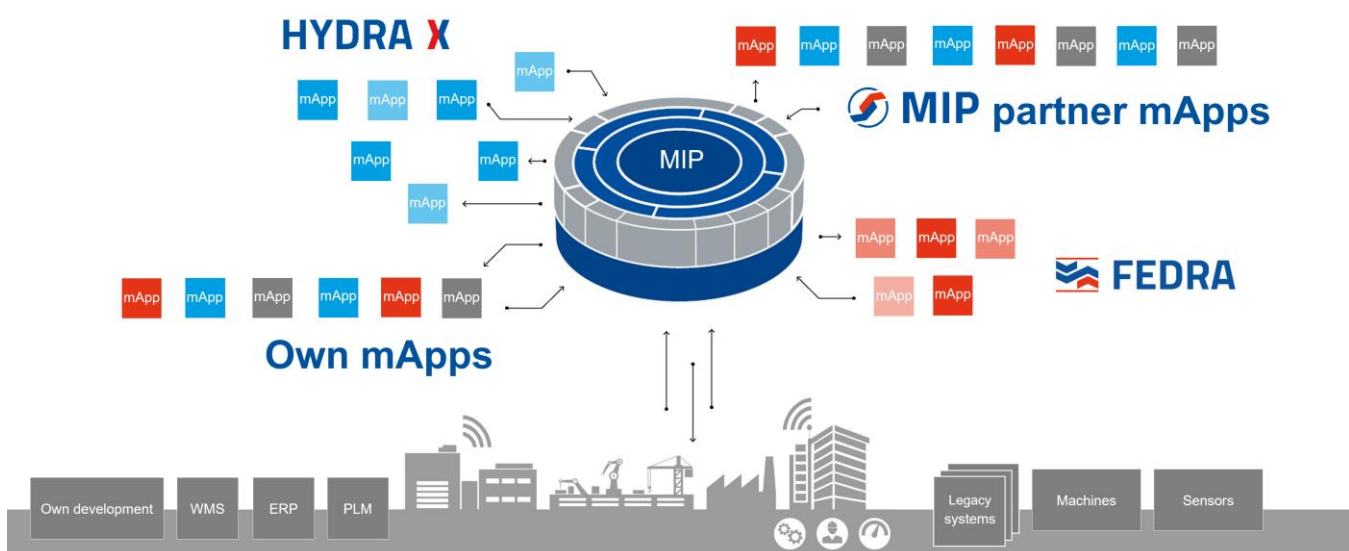 HYDRA X
mApp
mApp mApp mApp
mApp mApp
mApp
mApp mApp mApp mApp mApp mApp mApp mApp
MIP partner mApps
MIP
mApp mApp mApp
mApp mApp
FEDRA
mApp mApp mApp mApp mApp mApp
Own mApps
Own development
WMS
ERP
PLM
Legacy
systems
Machines
Sensors